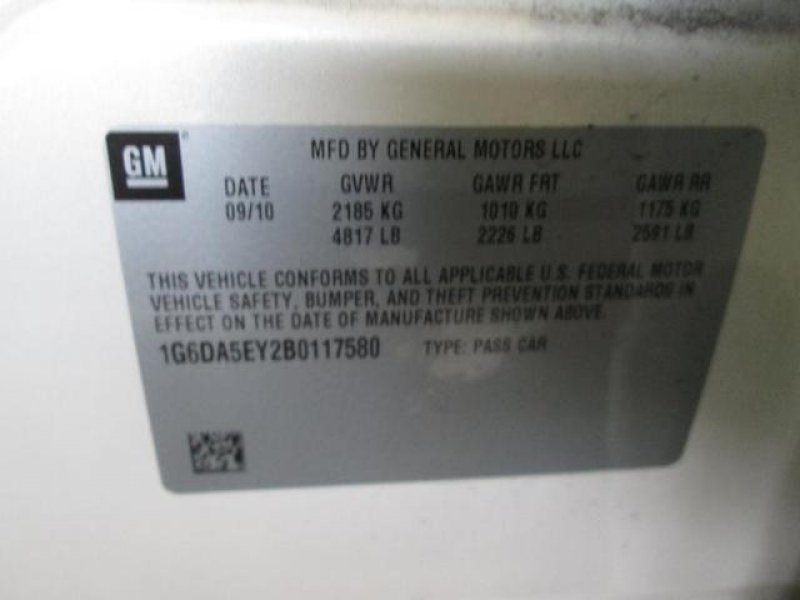 GM
MFD BY GENERAL MOTORS LLC
DATE GVWR GAWR FRT GAWR RR
09/10 2185 KG 1010 KG 1175 KG
4817 LB 2226 LB 2591 LB
THIS VEHICLE CONFORMS TO ALL APPLICABLE U.S. FEDERAL MOTOR
VEHICLE SAFETY, BUMPER, AND THEFT PREVENTION STANDARDS IN
EFFECT ON THE DATE OF MANUFACTURE SHOWN ABOVE.
1G6DA5EY2B0117580 TYPE: PASS CAR